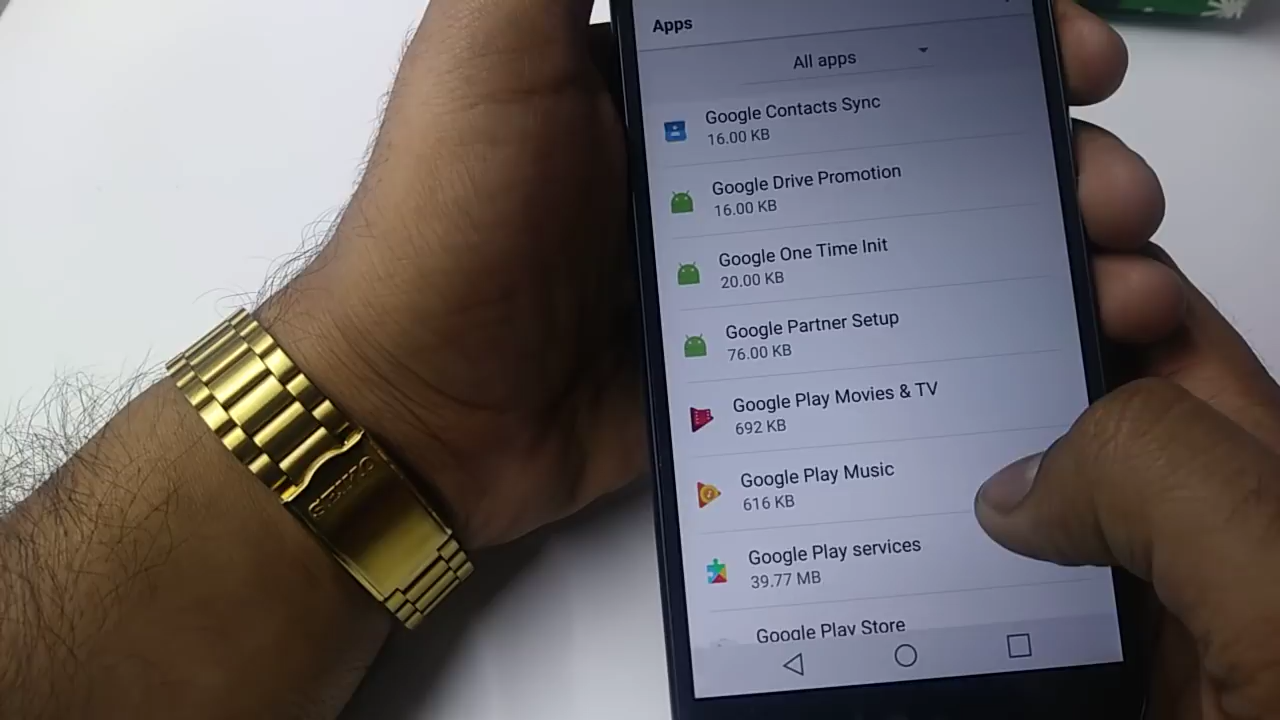 Apps
All apps
Google Contacts Sync
16.00 KB
Google Drive Promotion
16.00 KB
Google One Time Init
20.00 KB
Google Partner Setup
76.00 KB
Google Play Movies & TV
692 KB
Google Play Music
616 KB
Google Play services
39.77 MB
Google Play Store